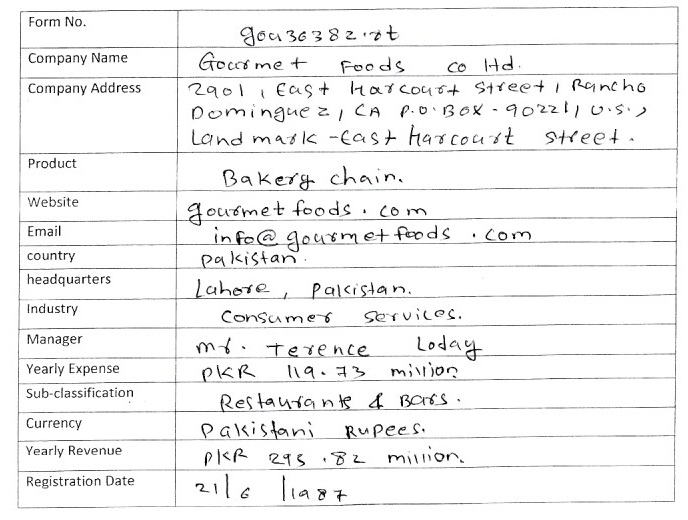 Form No. gou36382.rt
Company Name Gourmet Foods co ltd.
Company Address 2901, East Harcourt Street, Rancho
Dominguez, CA P.O.BOX - 90221, U.S.,
Landmark - East Harcourt street.
Product Bakery chain.
Website gourmetfoods.com
Email info@gourmetfoods.com
country pakistan.
headquarters Lahore, Pakistan.
Industry Consumer services.
Manager mr. Terence Loday
Yearly Expense PKR 119.73 million
Sub-classification Restaurants & Bars.
Currency Pakistani Rupees.
Yearly Revenue PKR 295.82 million.
Registration Date 21/6/1987